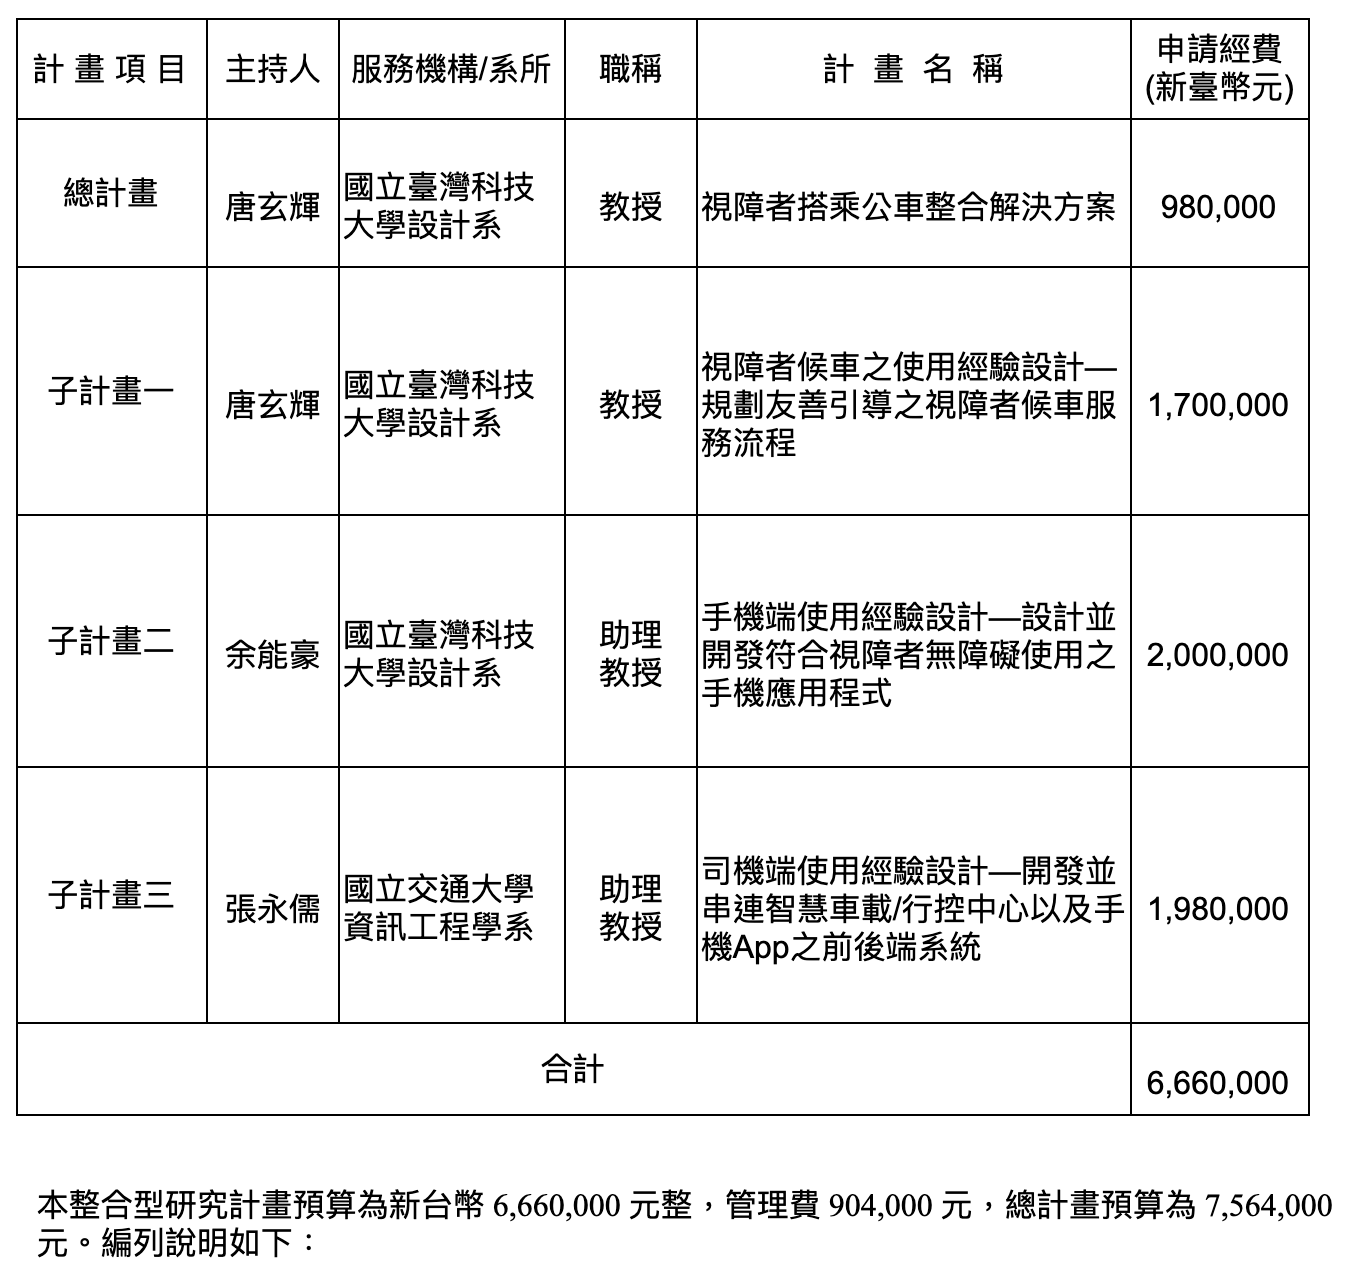 計 畫 項 目 主持人 服務機構/系所 職稱 計 畫 名 稱 申請經費
(新臺幣元)
總計畫 唐玄輝 國立臺灣科技
大學設計系 教授 視障者搭乘公車整合解決方案 980,000
子計畫一 唐玄輝 國立臺灣科技
大學設計系 教授 視障者候車之使用經驗設計—
規劃友善引導之視障者候車服
務流程 1,700,000
子計畫二 余能豪 國立臺灣科技
大學設計系 助理
教授 手機端使用經驗設計—設計並
開發符合視障者無障礙使用之
手機應用程式 2,000,000
子計畫三 張永儒 國立交通大學
資訊工程學系 助理
教授 司機端使用經驗設計—開發並
串連智慧車載/行控中心以及手
機App之前後端系統 1,980,000
合計 6,660,000
本整合型研究計畫預算為新台幣 6,660,000 元整，管理費 904,000 元，總計畫預算為 7,564,000
元。編列說明如下：